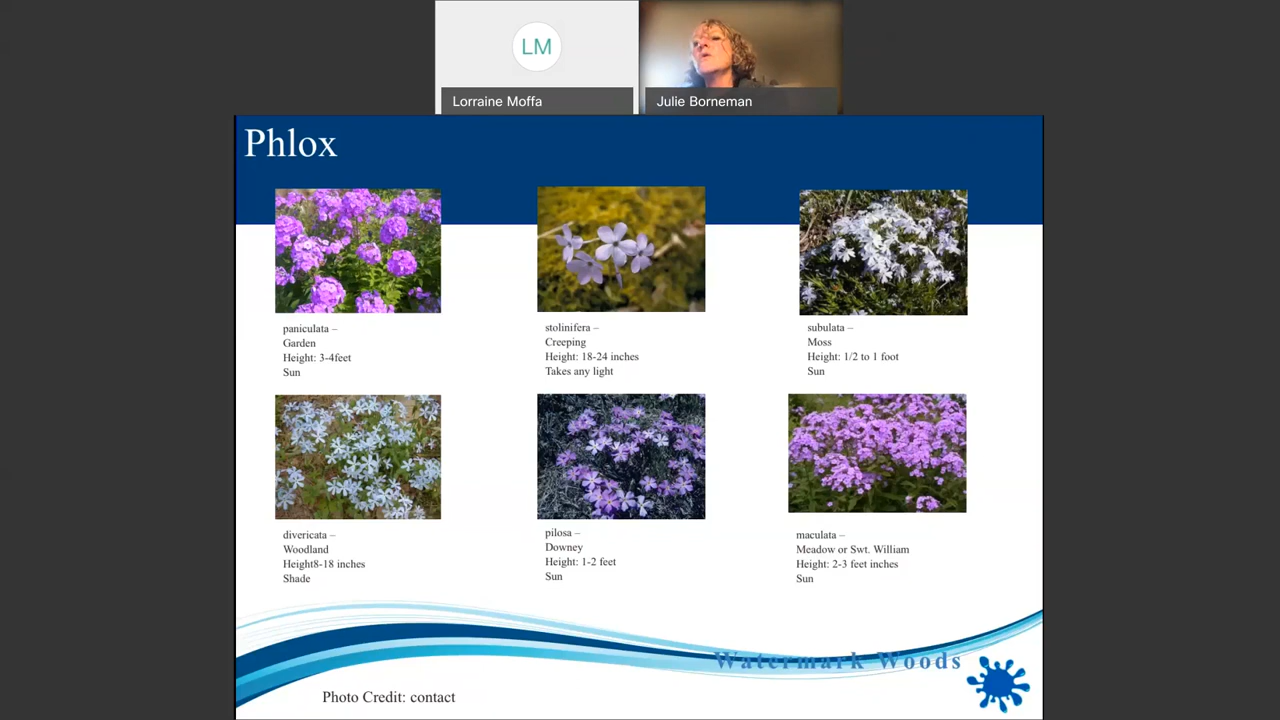 LM
Lorraine Moffa
Julie Borneman
Phlox
paniculata –
Garden
Height: 3-4feet
Sun
stolinifera –
Creeping
Height: 18-24 inches
Takes any light
subulata –
Moss
Height: 1/2 to 1 foot
Sun
divericata –
Woodland
Height8-18 inches
Shade
pilosa –
Downey
Height: 1-2 feet
Sun
maculata –
Meadow or Swt. William
Height: 2-3 feet inches
Sun
Watermark Woods
Photo Credit: contact